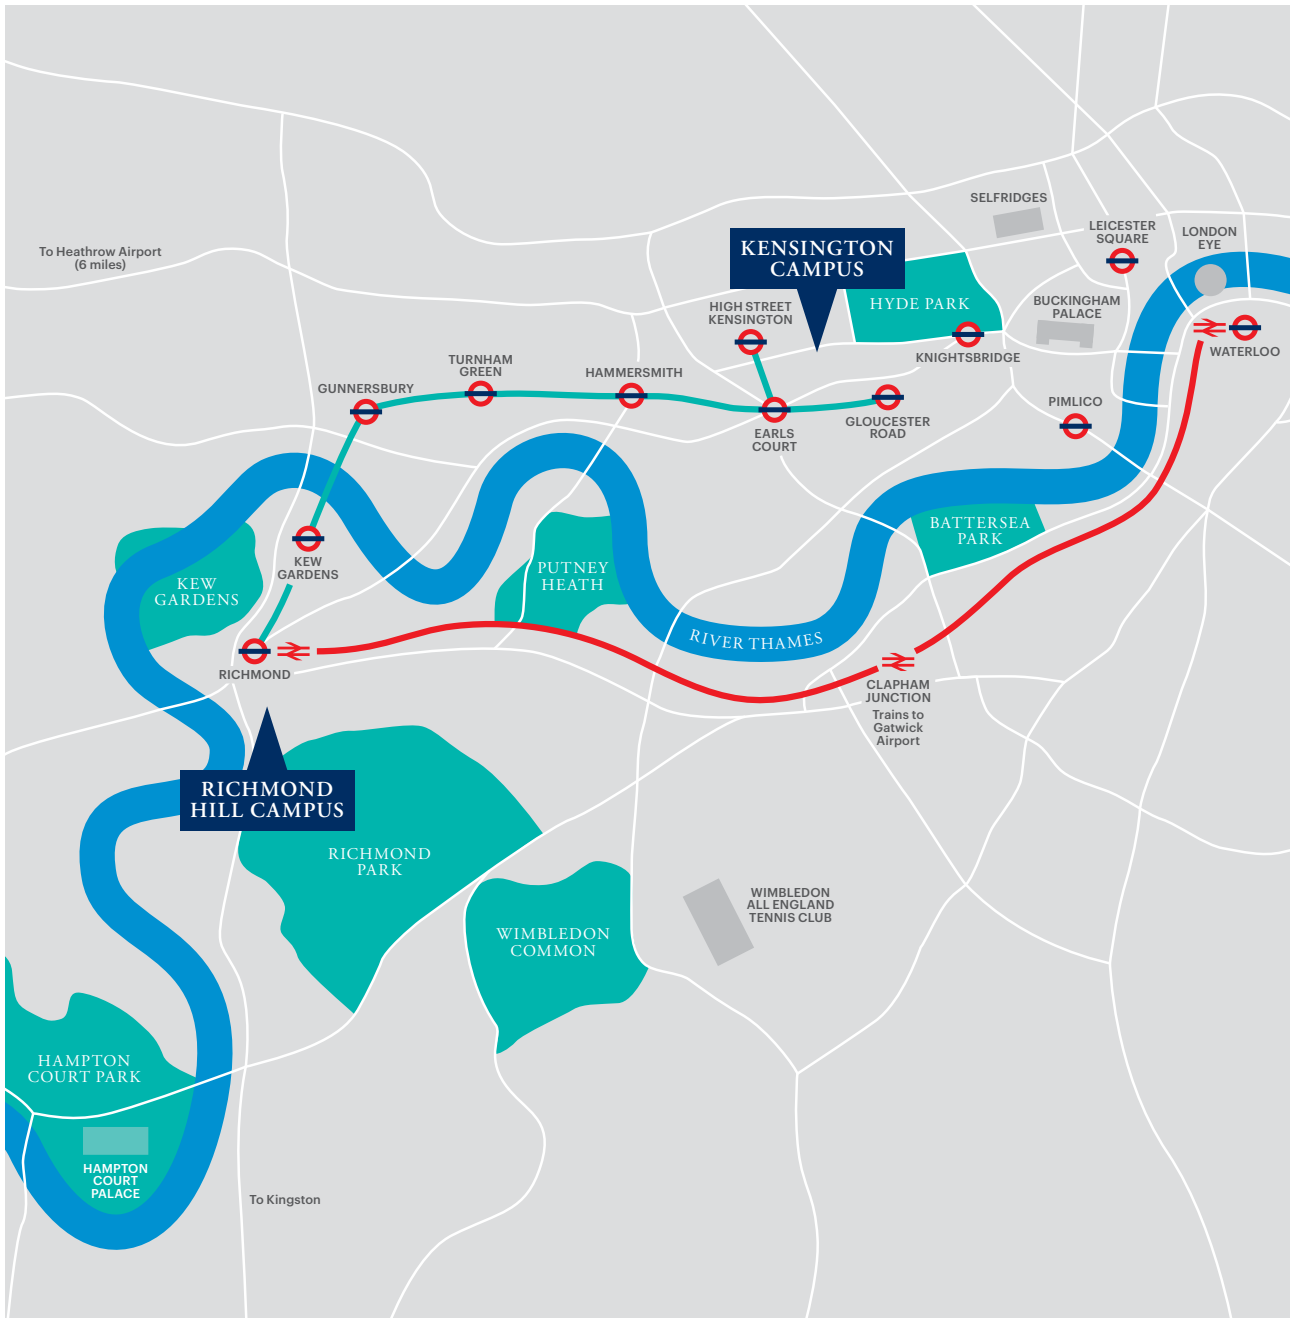 SELFRIDGES
LEICESTER
SQUARE
LONDON
EYE
To Heathrow Airport
(6 miles)
KENSINGTON
CAMPUS
HYDE PARK
HIGH STREET
KENSINGTON
BUCKINGHAM
PALACE
KNIGHTSBRIDGE
WATERLOO
TURNHAM
GREEN
HAMMERSMITH
GUNNERSBURY
PIMLICO
EARLS
COURT
GLOUCESTER
ROAD
BATTERSEA
PARK
KEW
GARDENS
KEW
GARDENS
PUTNEY
HEATH
RIVER THAMES
RICHMOND
CLAPHAM
JUNCTION
Trains to
Gatwick
Airport
RICHMOND
HILL CAMPUS
RICHMOND
PARK
WIMBLEDON
ALL ENGLAND
TENNIS CLUB
WIMBLEDON
COMMON
HAMPTON
COURT PARK
HAMPTON
COURT
PALACE
To Kingston